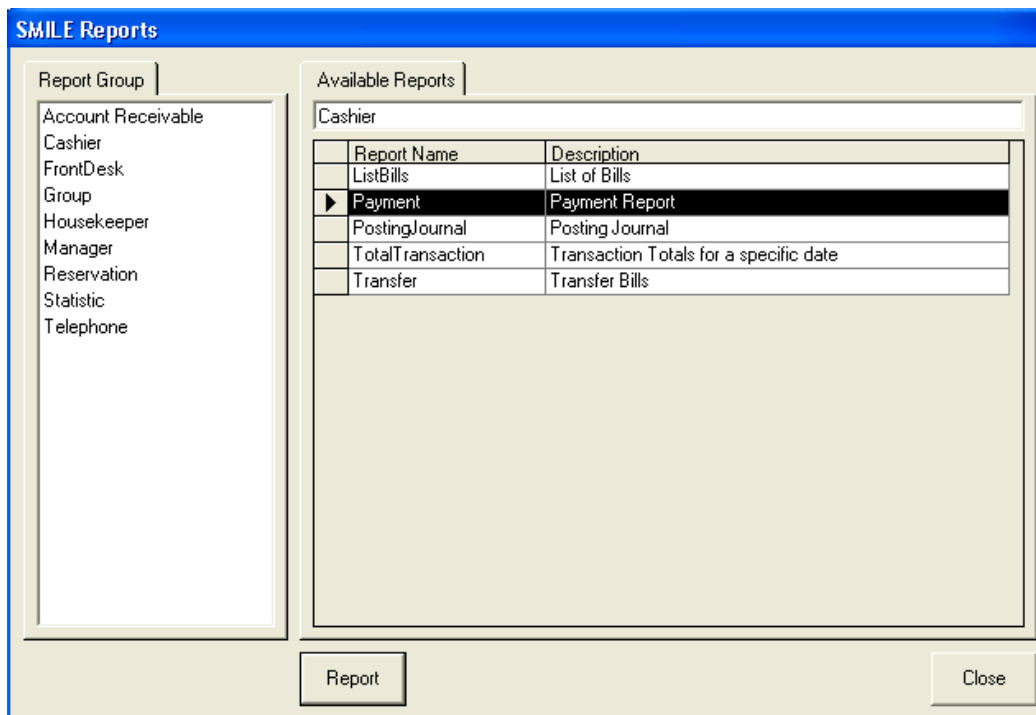 SMILE Reports
Report Group
Account Receivable
Cashier
FrontDesk
Group
Housekeeper
Manager
Reservation
Statistic
Telephone
Available Reports
Cashier
Report Name Description
ListBills List of Bills
Payment Payment Report
PostingJournal Posting Journal
TotalTransaction Transaction Totals for a specific date
Transfer Transfer Bills
Report Close